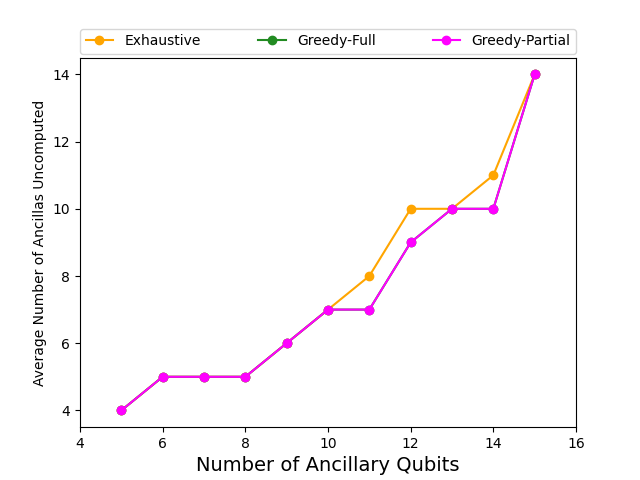 Exhaustive Greedy-Full Greedy-Partial
14
12
10
8
6
4
Average Number of Ancillas Uncomputed
4 6 8 10 12 14 16
Number of Ancillary Qubits